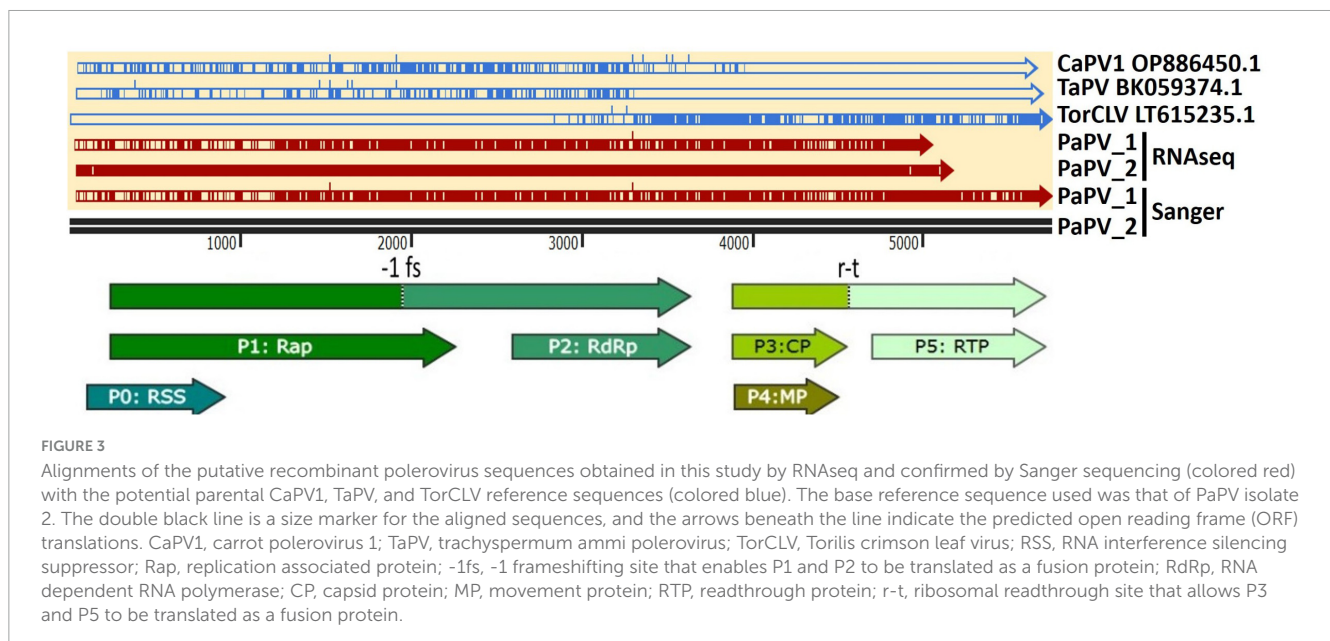 CaPV1 OP886450.1
TaPV BK059374.1
TorCLV LT615235.1
PaPV_1
PaPV_2
RNAseq
PaPV_1
PaPV_2
Sanger
1000 2000 3000 4000 5000
-1 fs r-t
P1: Rap P2: RdRp P3:CP P5: RTP
P0: RSS P4:MP
FIGURE 3
Alignments of the putative recombinant polerovirus sequences obtained in this study by RNAseq and confirmed by Sanger sequencing (colored red)
with the potential parental CaPV1, TaPV, and TorCLV reference sequences (colored blue). The base reference sequence used was that of PaPV isolate
2. The double black line is a size marker for the aligned sequences, and the arrows beneath the line indicate the predicted open reading frame (ORF)
translations. CaPV1, carrot polerovirus 1; TaPV, trachyspermum ammi polerovirus; TorCLV, Torilis crimson leaf virus; RSS, RNA interference silencing
suppressor; Rap, replication associated protein; -1fs, -1 frameshifting site that enables P1 and P2 to be translated as a fusion protein; RdRp, RNA
dependent RNA polymerase; CP, capsid protein; MP, movement protein; RTP, readthrough protein; r-t, ribosomal readthrough site that allows P3
and P5 to be translated as a fusion protein.